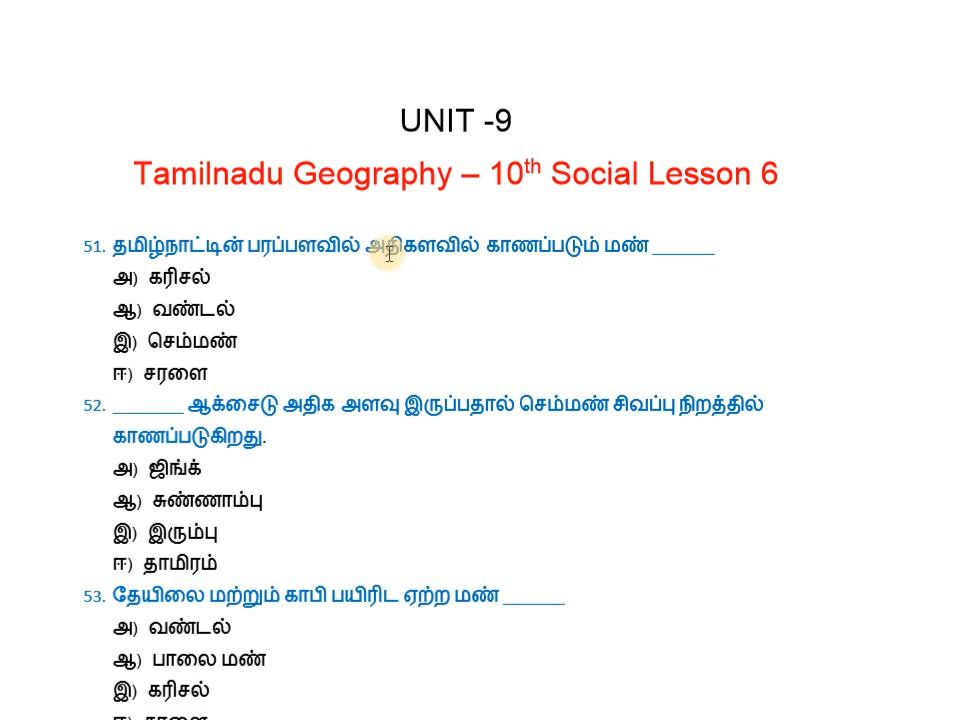 UNIT -9
Tamilnadu Geography – 10th Social Lesson 6
51. தமிழ்நாட்டின் பரப்பளவில் அதிகளவில் காணப்படும் மண் ______
அ) கரிசல்
ஆ) வண்டல்
இ) செம்மண்
ஈ) சரளை
52. _______ ஆக்சைடு அதிக அளவு இருப்பதால் செம்மண் சிவப்பு நிறத்தில்
காணப்படுகிறது.
அ) ஜிங்க்
ஆ) சுண்ணாம்பு
இ) இரும்பு
ஈ) தாமிரம்
53. தேயிலை மற்றும் காபி பயிரிட ஏற்ற மண் ______
அ) வண்டல்
ஆ) பாலை மண்
இ) கரிசல்